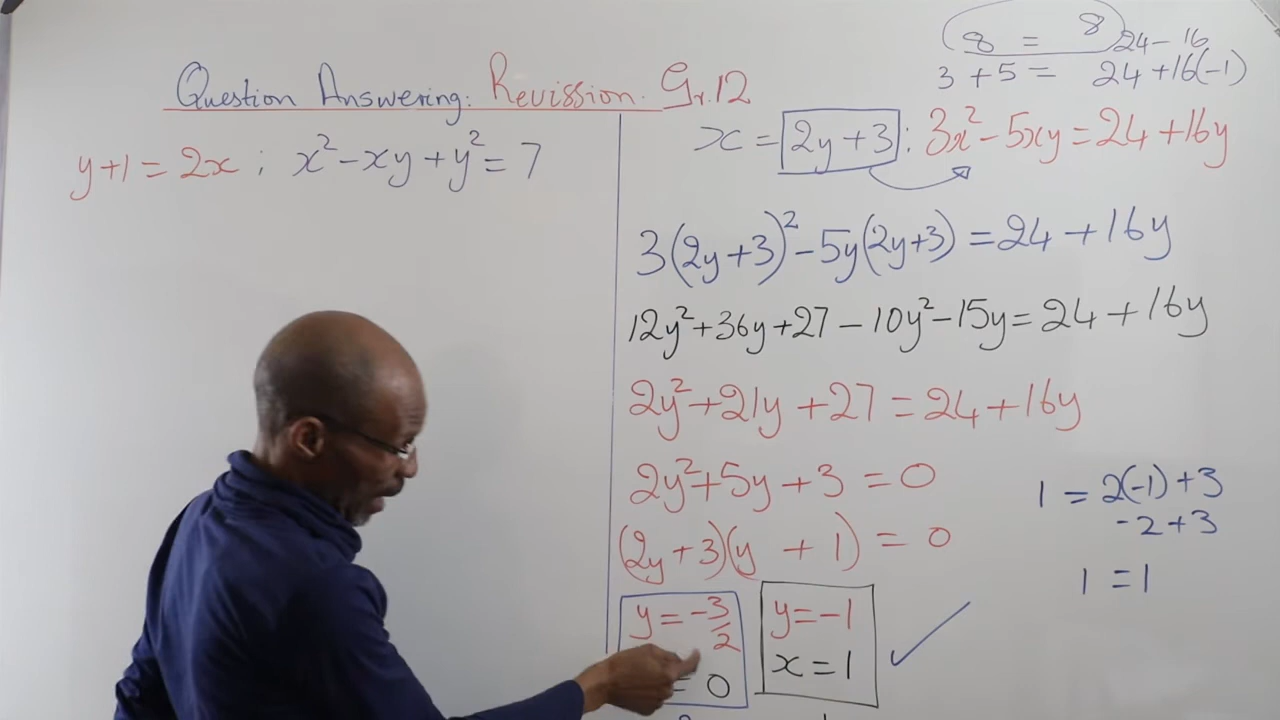 8 = 8 24-16
3 + 5 = 24 + 16(-1)
Question Answering: Revission. Gr.12
y+1 = 2x ; x² - xy + y² = 7
x = 2y+3 : 3x² - 5xy = 24 + 16y
3(2y+3)² - 5y(2y+3) = 24 + 16y
12y² + 36y + 27 - 10y² - 15y = 24 + 16y
2y² + 21y + 27 = 24 + 16y
2y² + 5y + 3 = 0
(2y + 3)(y + 1) = 0
y = -3/2
= 0
y = -1
x = 1
1 = 2(-1) + 3
-2 + 3
1 = 1